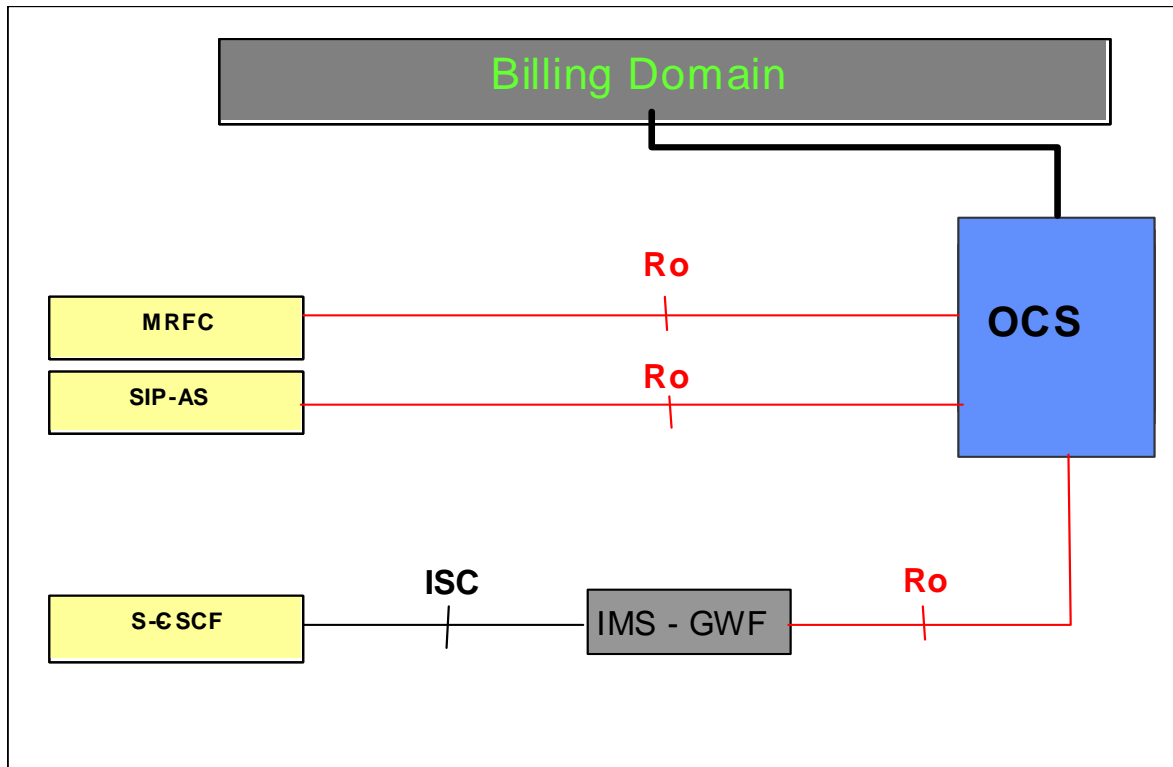 Billing Domain
Ro
MRFC
OCS
Ro
SIP-AS
ISC
Ro
S-CSCF
IMS - GWF